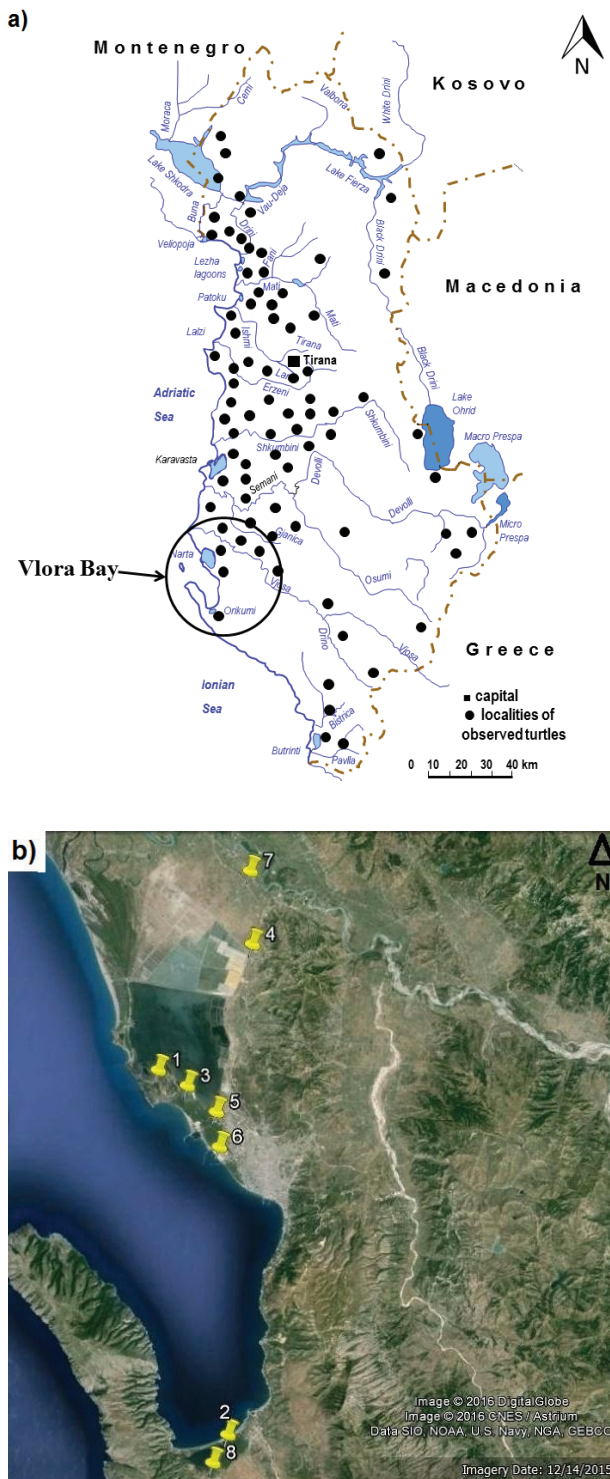 a)
Montenegro
Kosovo
N
Cemi
Valbona
White Drini
Moraca
Lake Shkodra
Vau-Deja
Lake Fierza
Buna
Drini
Black Drini
Veliopoja
Fani
Lezha
lagoons
Macedonia
Mati
Patoku
Mati
Lalzi
Ishmi
Tirana
Tirana
Black Drini
Lana
Erzeni
Adriatic
Sea
Lake
Ohrid
Shkumbini
Macro Prespa
Shkumbini
Karavasta
Devolli
Semani
Devolli
Micro
Prespa
Gjanica
Narta
Vlora Bay
Osumi
Vjosa
Orikumi
Drino
Vjosa
Greece
Ionian
Sea
capital
localities of
observed turtles
Bistrica
Butrinti
Pavlla
0 10 20 30 40 km
b)
N
7
4
1
3
5
6
2
8
Image © 2016 DigitalGlobe
Image © 2016 CNES / Astrium
Data SIO, NOAA, U.S. Navy, NGA, GEBCO
Imagery Date: 12/14/2015